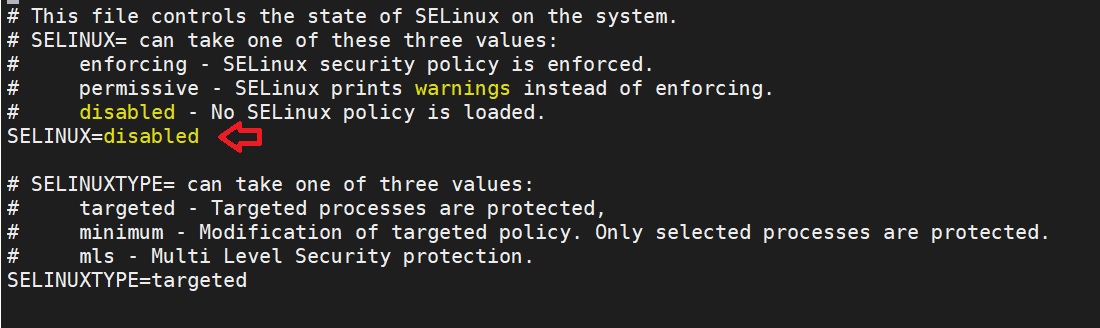 # This file controls the state of SELinux on the system.
# SELINUX= can take one of these three values:
#     enforcing - SELinux security policy is enforced.
#     permissive - SELinux prints warnings instead of enforcing.
#     disabled - No SELinux policy is loaded.
SELINUX=disabled
# SELINUXTYPE= can take one of three values:
#     targeted - Targeted processes are protected,
#     minimum - Modification of targeted policy. Only selected processes are protected.
#     mls - Multi Level Security protection.
SELINUXTYPE=targeted